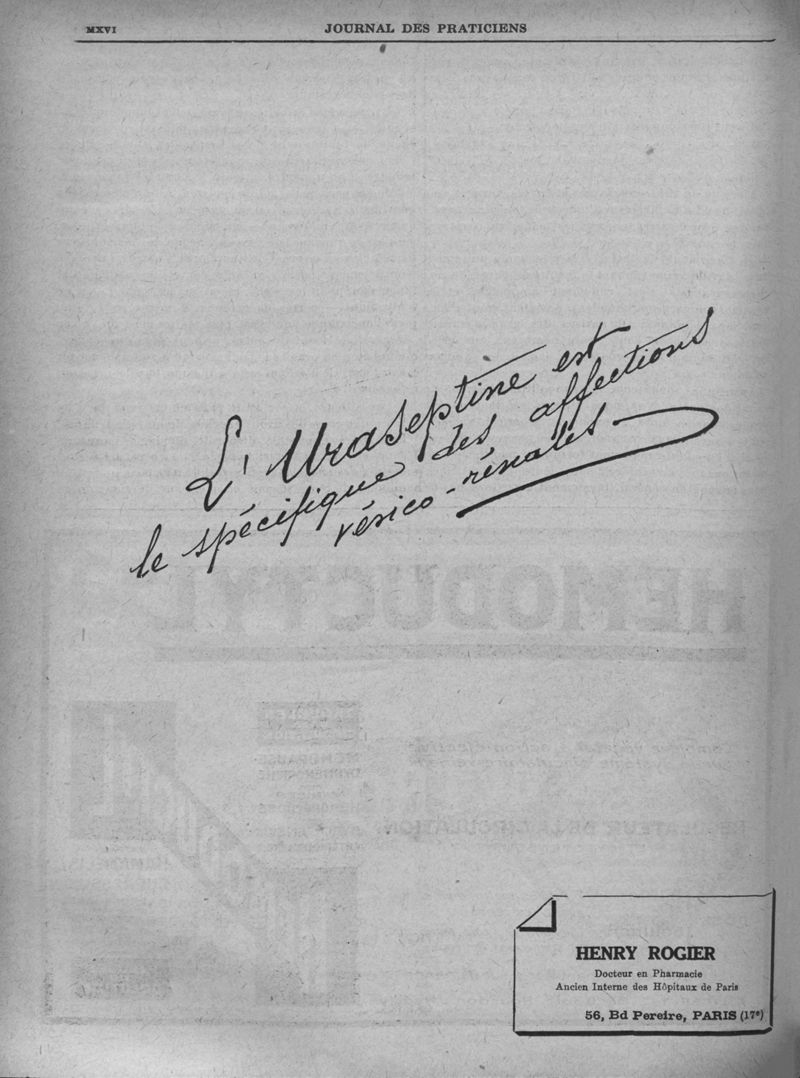 MXVI
JOURNAL DES PRATICIENS
L'Uraseptine est
le spécifique des affections
vésico-rénales
HENRY ROGIER
Docteur en Pharmacie
Ancien Interne des Hôpitaux de Paris
56, Bd Pereire, PARIS (17e)